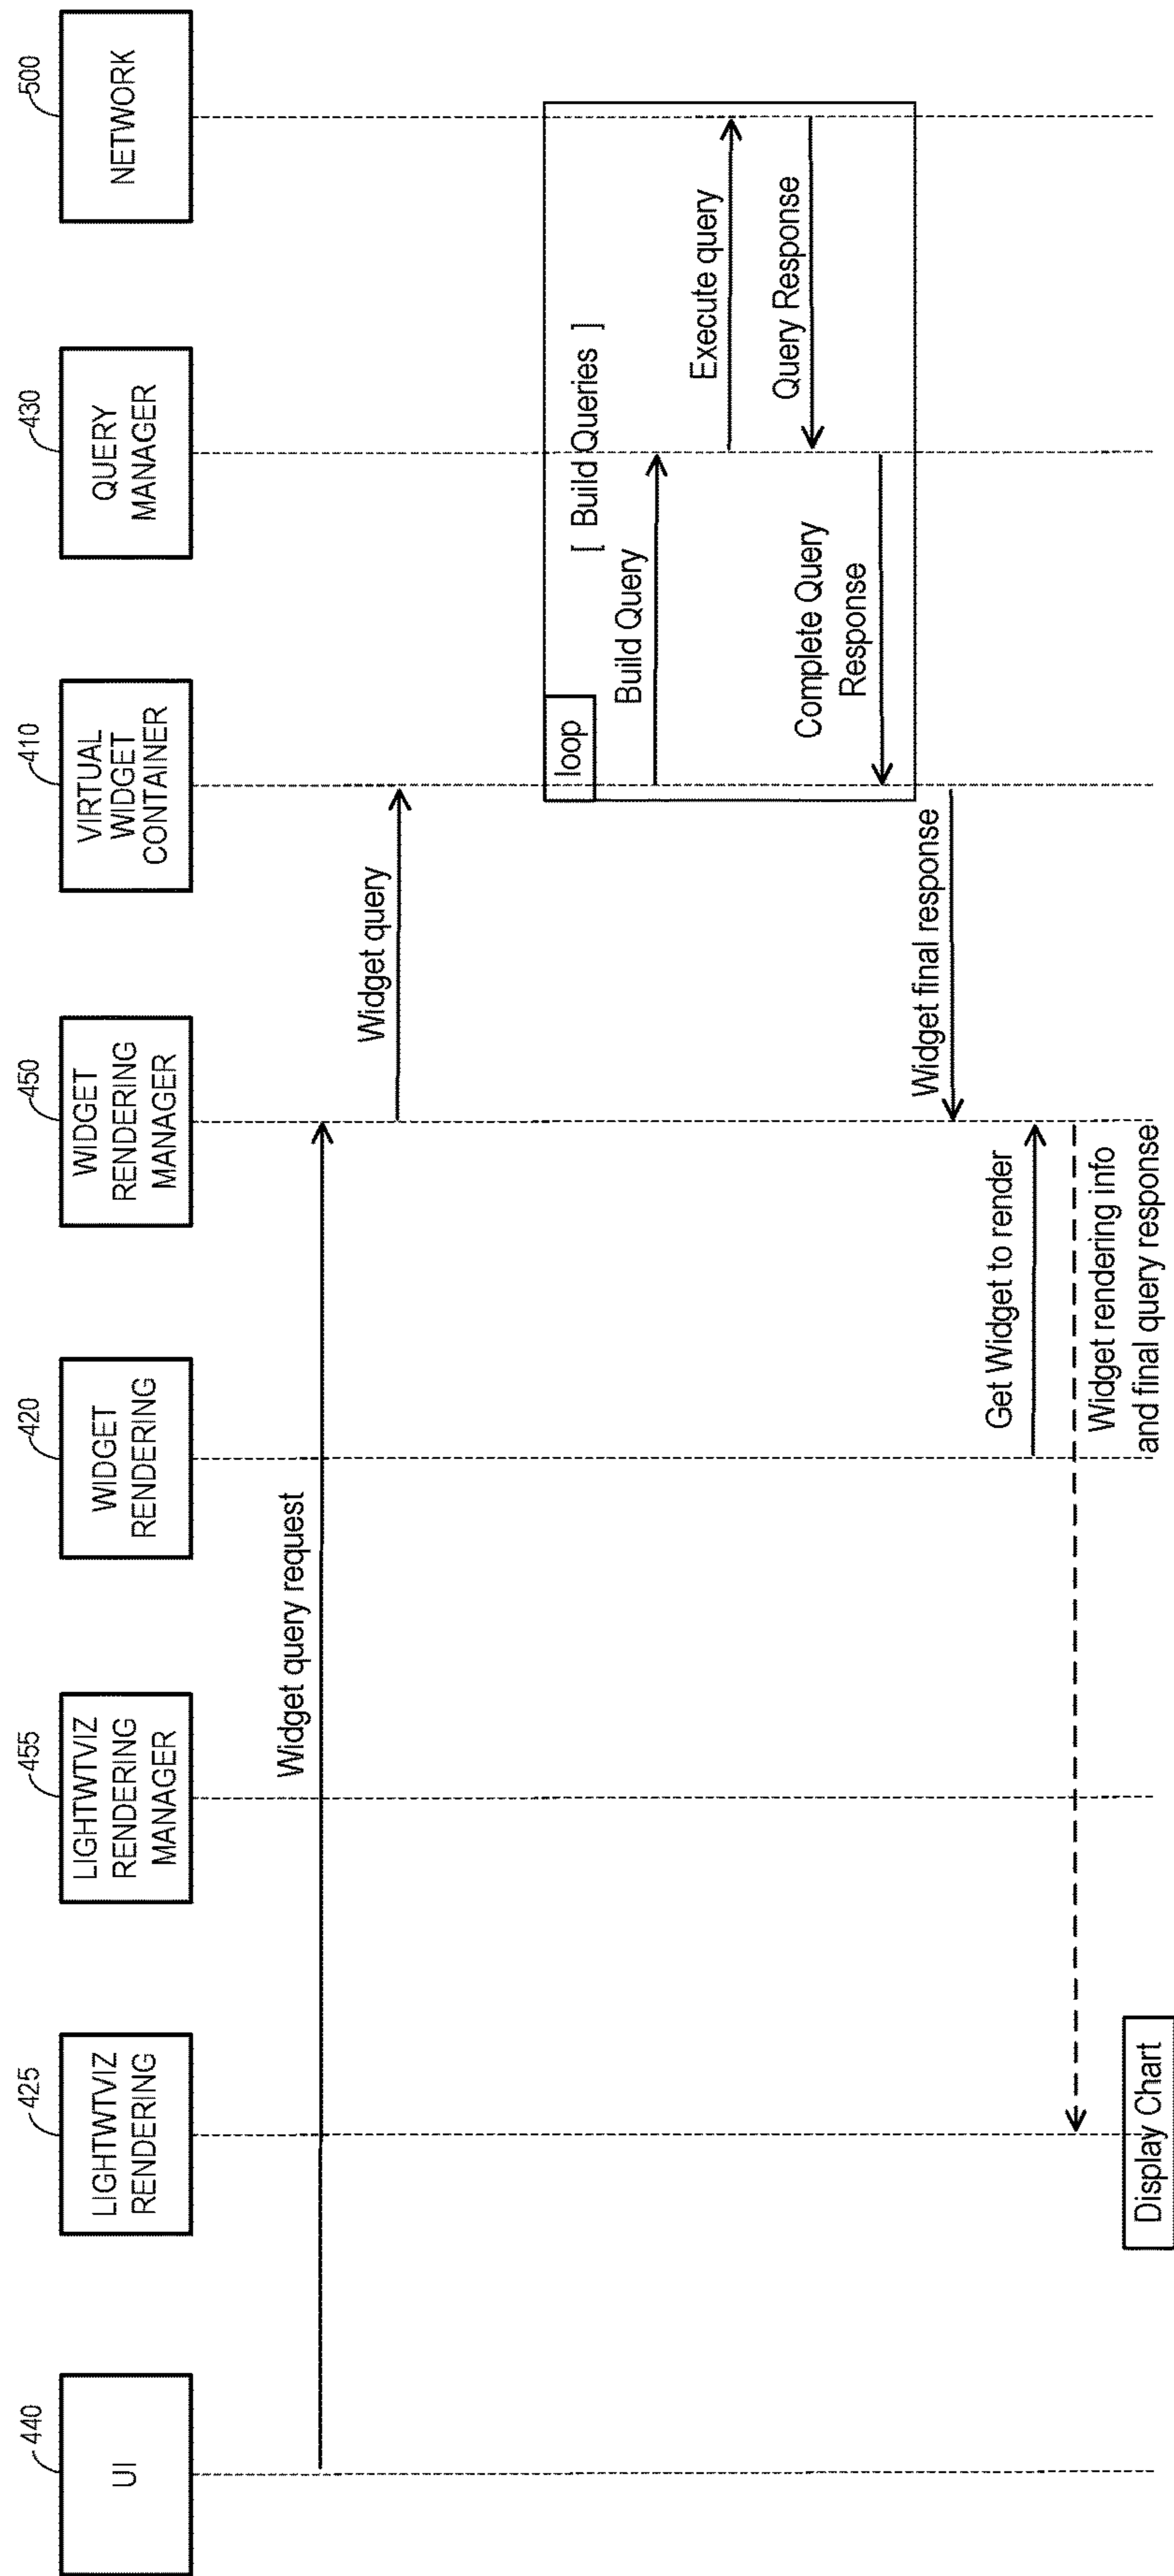 440
UI
425
LIGHTWTVIZ
RENDERING
455
LIGHTWTVIZ
RENDERING
MANAGER
420
WIDGET
RENDERING
450
WIDGET
RENDERING
MANAGER
410
VIRTUAL
WIDGET
CONTAINER
430
QUERY
MANAGER
500
NETWORK
Widget query request
Widget query
loop
[ Build Queries ]
Build Query
Execute query
Query Response
Complete Query
Response
Widget final response
Get Widget to render
Widget rendering info
and final query response
Display Chart